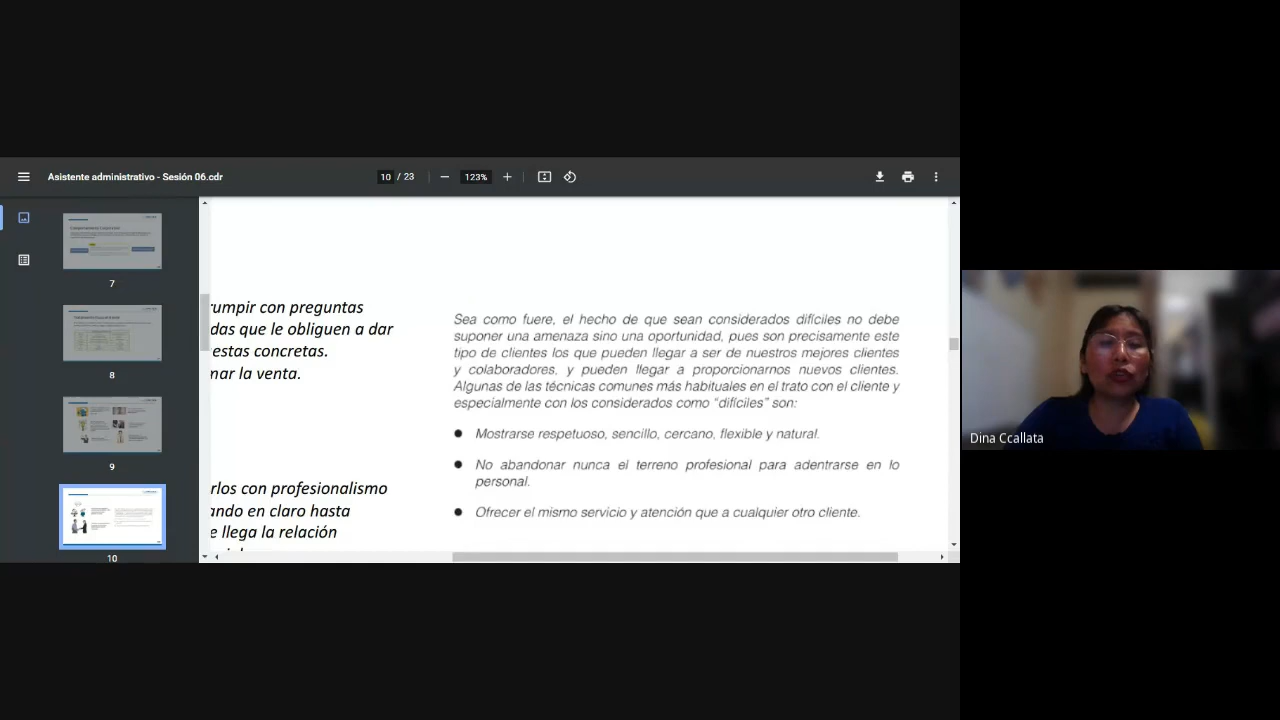 Asistente administrativo - Sesión 06.cdr
10 / 23
123%
7
8
9
10
rumpir con preguntas
das que le obliguen a dar
estas concretas.
mar la venta.
rlos con profesionalismo
ando en claro hasta
e llega la relación
Sea como fuere, el hecho de que sean considerados difíciles no debe
suponer una amenaza sino una oportunidad, pues son precisamente este
tipo de clientes los que pueden llegar a ser de nuestros mejores clientes
y colaboradores, y pueden llegar a proporcionarnos nuevos clientes.
Algunas de las técnicas comunes más habituales en el trato con el cliente y
especialmente con los considerados como “difíciles” son:
● Mostrarse respetuoso, sencillo, cercano, flexible y natural.
● No abandonar nunca el terreno profesional para adentrarse en lo
personal.
● Ofrecer el mismo servicio y atención que a cualquier otro cliente.
Dina Ccallata